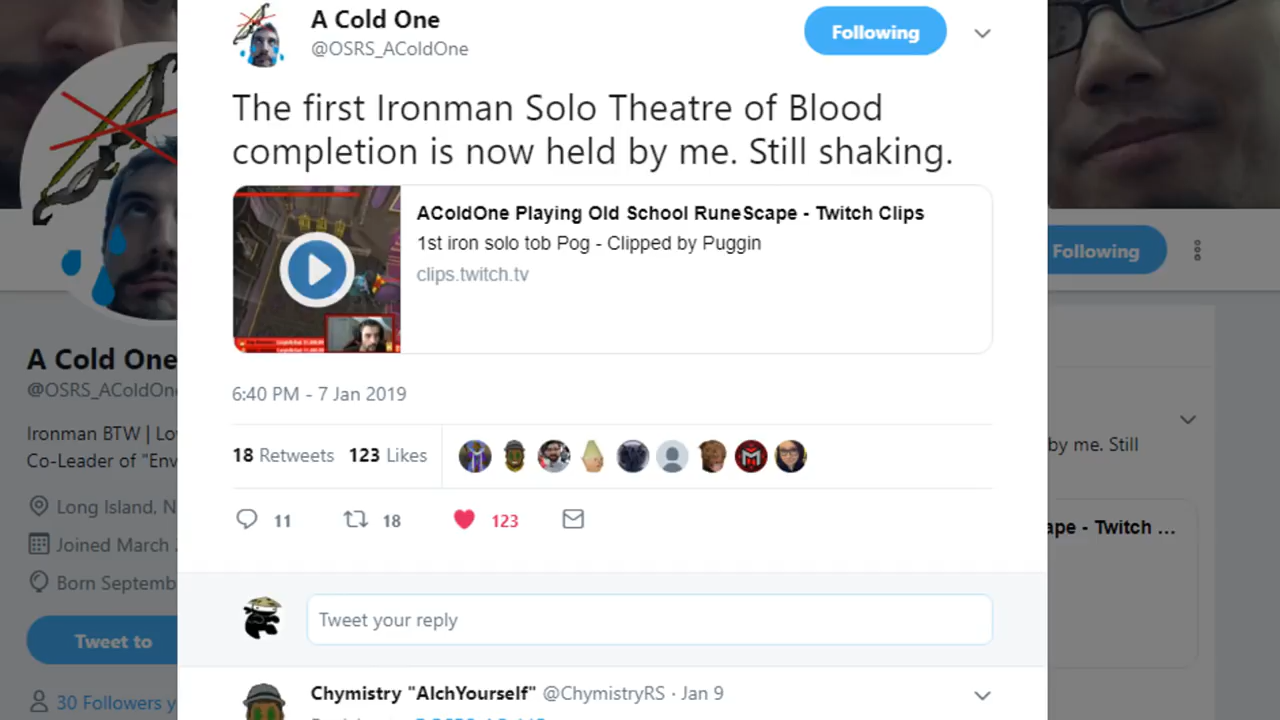 A Cold One
@OSRS_AColdOne
Following
The first Ironman Solo Theatre of Blood
completion is now held by me. Still shaking.
AColdOne Playing Old School RuneScape - Twitch Clips
1st iron solo tob Pog - Clipped by Puggin
clips.twitch.tv
6:40 PM - 7 Jan 2019
18 Retweets 123 Likes
11 18 123
Tweet your reply
Chymistry "AlchYourself" @ChymistryRS · Jan 9
A Cold One
@OSRS_AColdOn
Ironman BTW | Lo
Co-Leader of "Env
Long Island, N
Joined March
Born Septemb
Tweet to
30 Followers y
Following
by me. Still
ape - Twitch ...